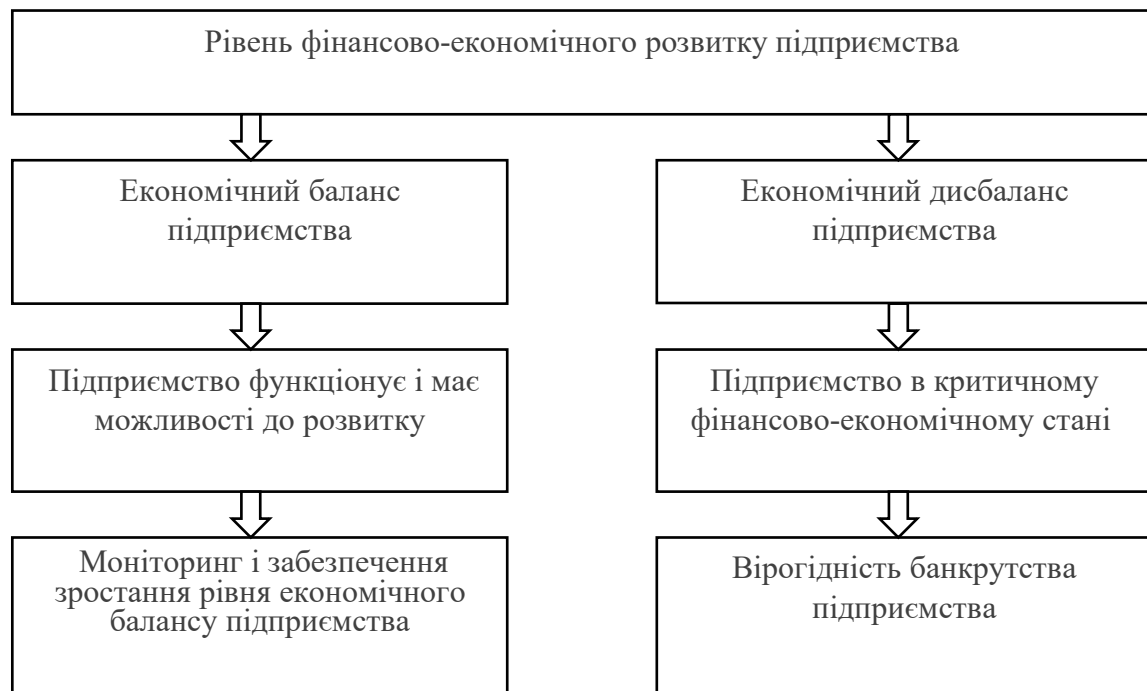 Рівень фінансово-економічного розвитку підприємства
Економічний баланс
підприємства
Економічний дисбаланс
підприємства
Підприємство функціонує і має
можливості до розвитку
Підприємство в критичному
фінансово-економічному стані
Моніторинг і забезпечення
зростання рівня економічного
балансу підприємства
Вірогідність банкрутства
підприємства